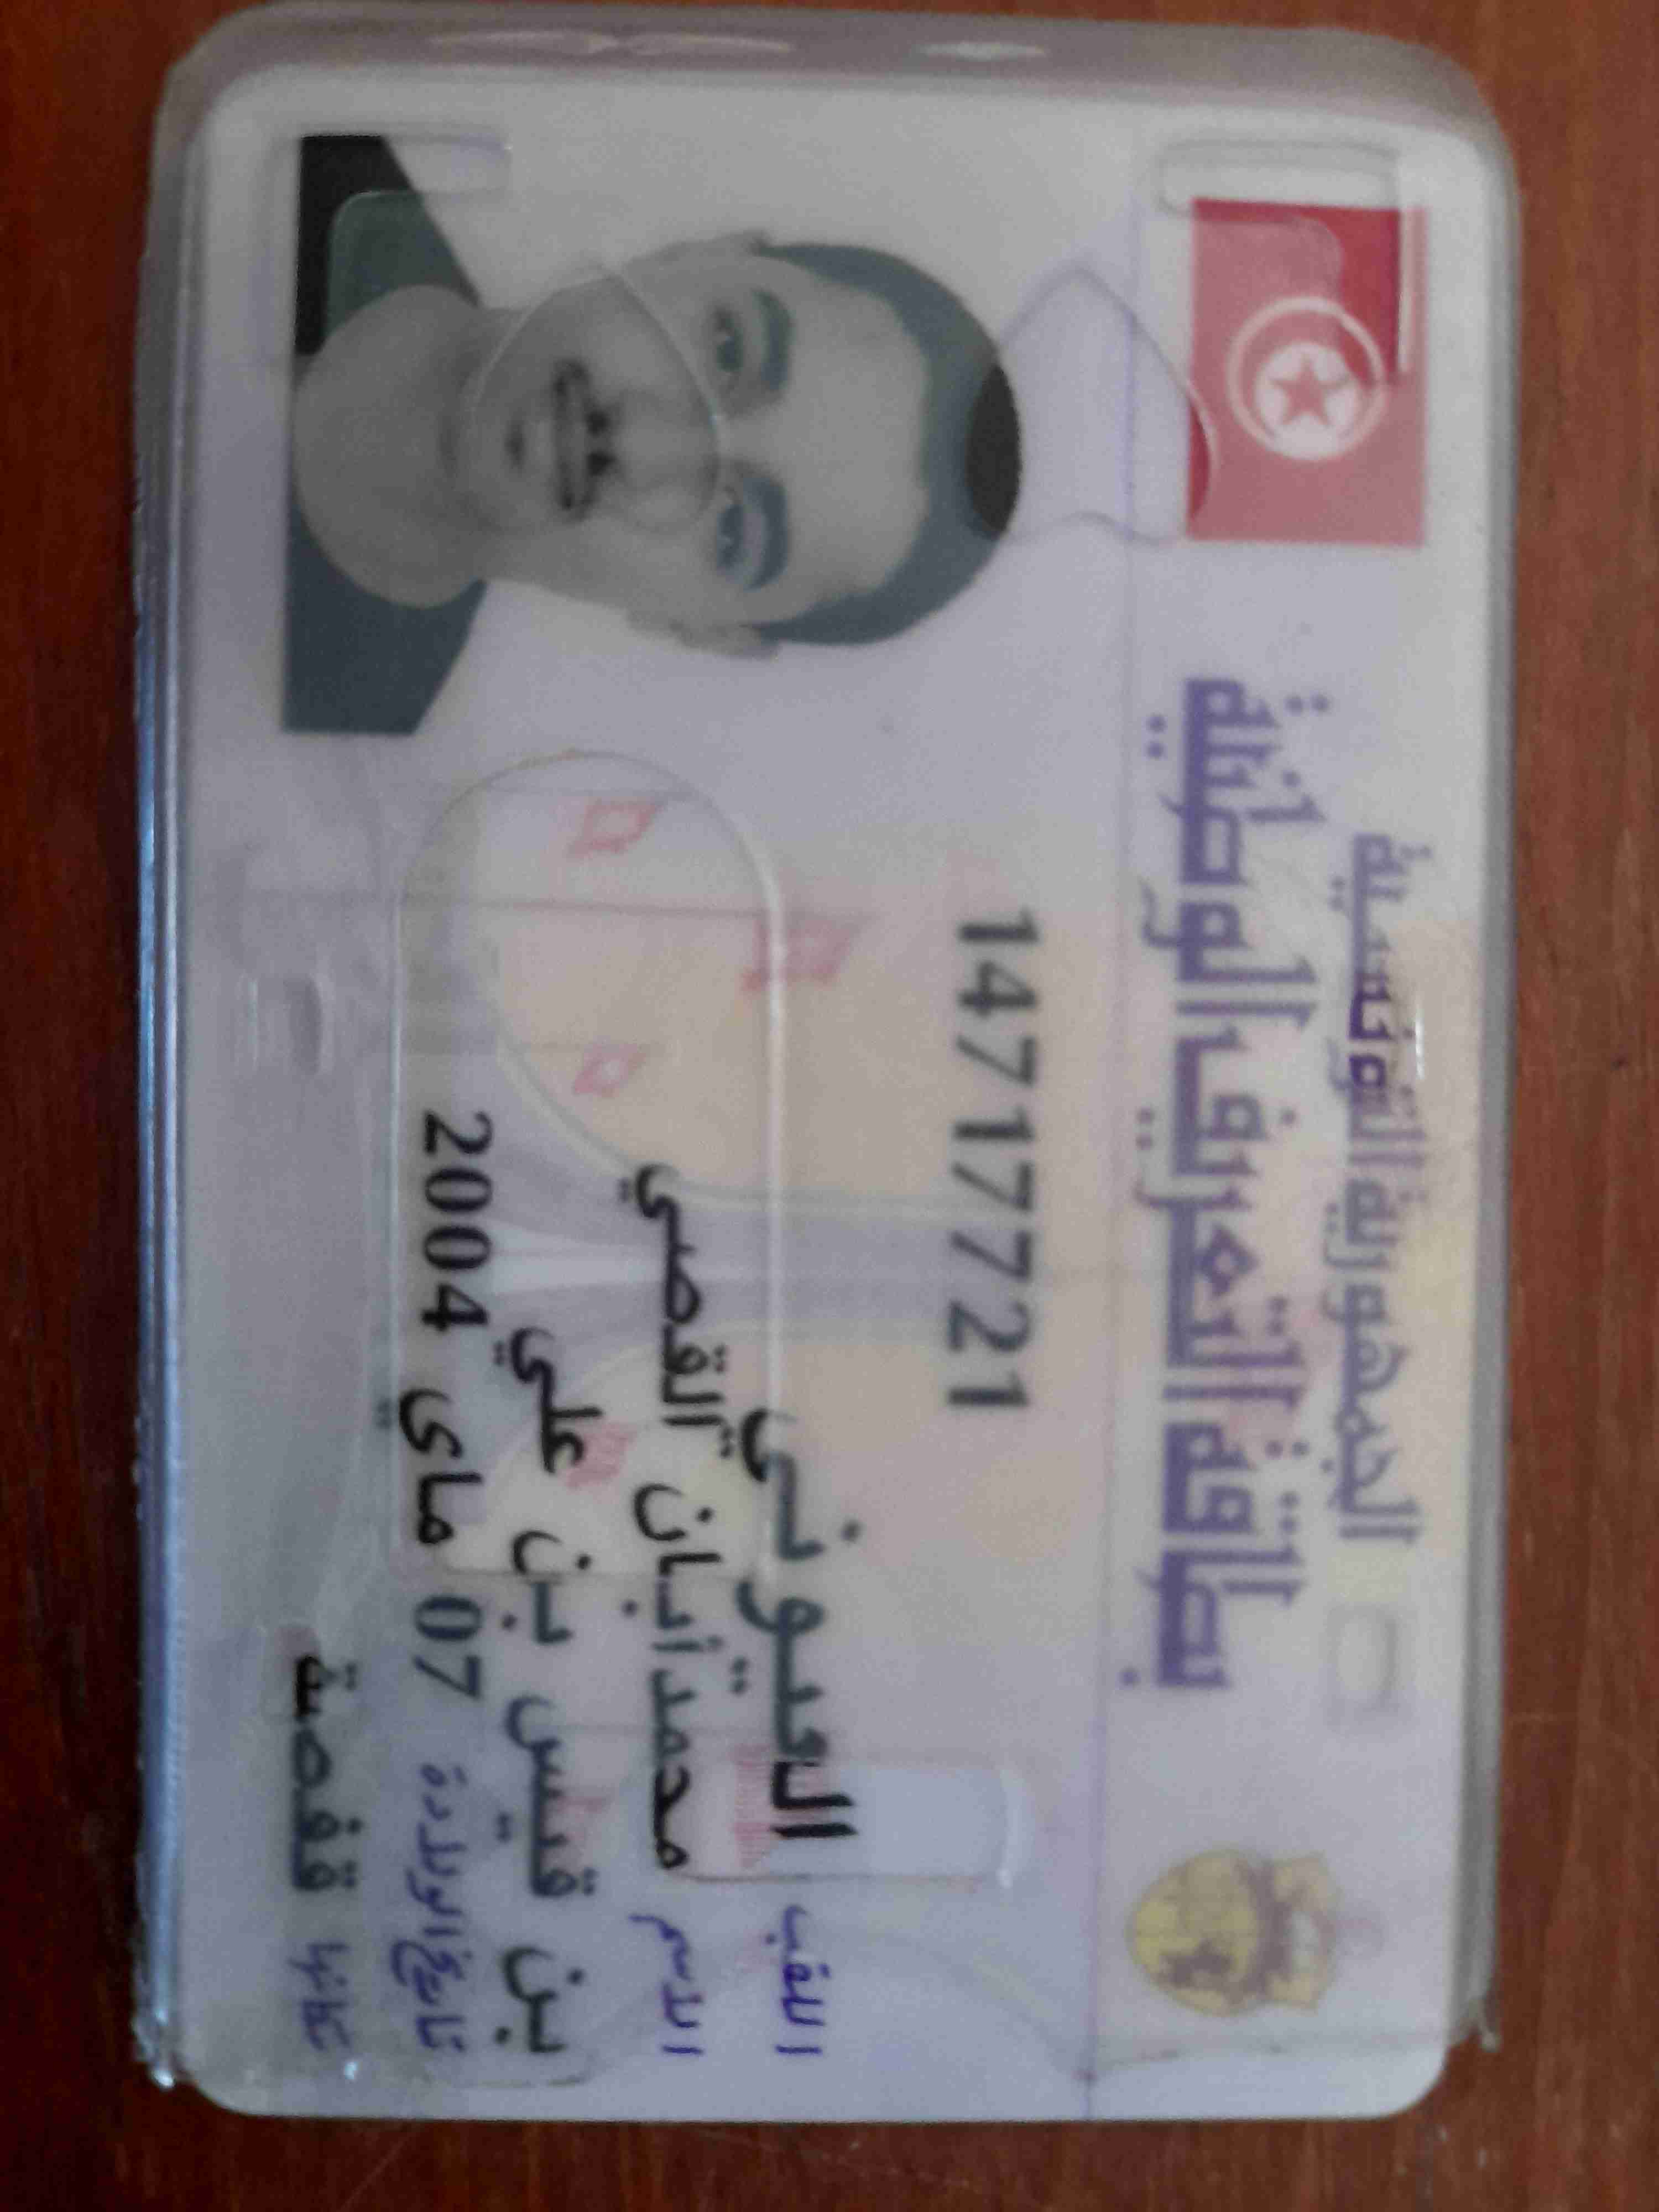 الجمهورية التونسية
بطاقة التعريف الوطنية
14717721
اللقب العيوني
الاسم محمد أبان القصي
بن قيس بن علي
تاريخ الولادة 07 ماي 2004
مكانها قفصة